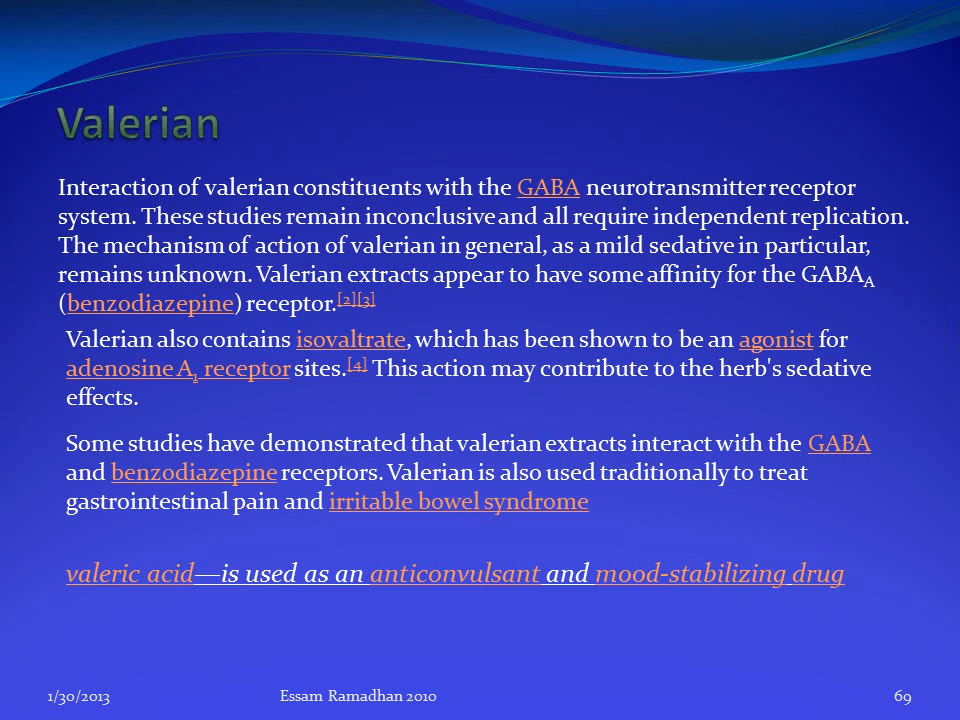 Valerian
Interaction of valerian constituents with the GABA neurotransmitter receptor
system. These studies remain inconclusive and all require independent replication.
The mechanism of action of valerian in general, as a mild sedative in particular,
remains unknown. Valerian extracts appear to have some affinity for the GABAA
(benzodiazepine) receptor.[2][3]
Valerian also contains isovaltrate, which has been shown to be an agonist for
adenosine A1 receptor sites.[4] This action may contribute to the herb's sedative
effects.
Some studies have demonstrated that valerian extracts interact with the GABA
and benzodiazepine receptors. Valerian is also used traditionally to treat
gastrointestinal pain and irritable bowel syndrome
valeric acid—is used as an anticonvulsant and mood-stabilizing drug
1/30/2013 Essam Ramadhan 2010 69